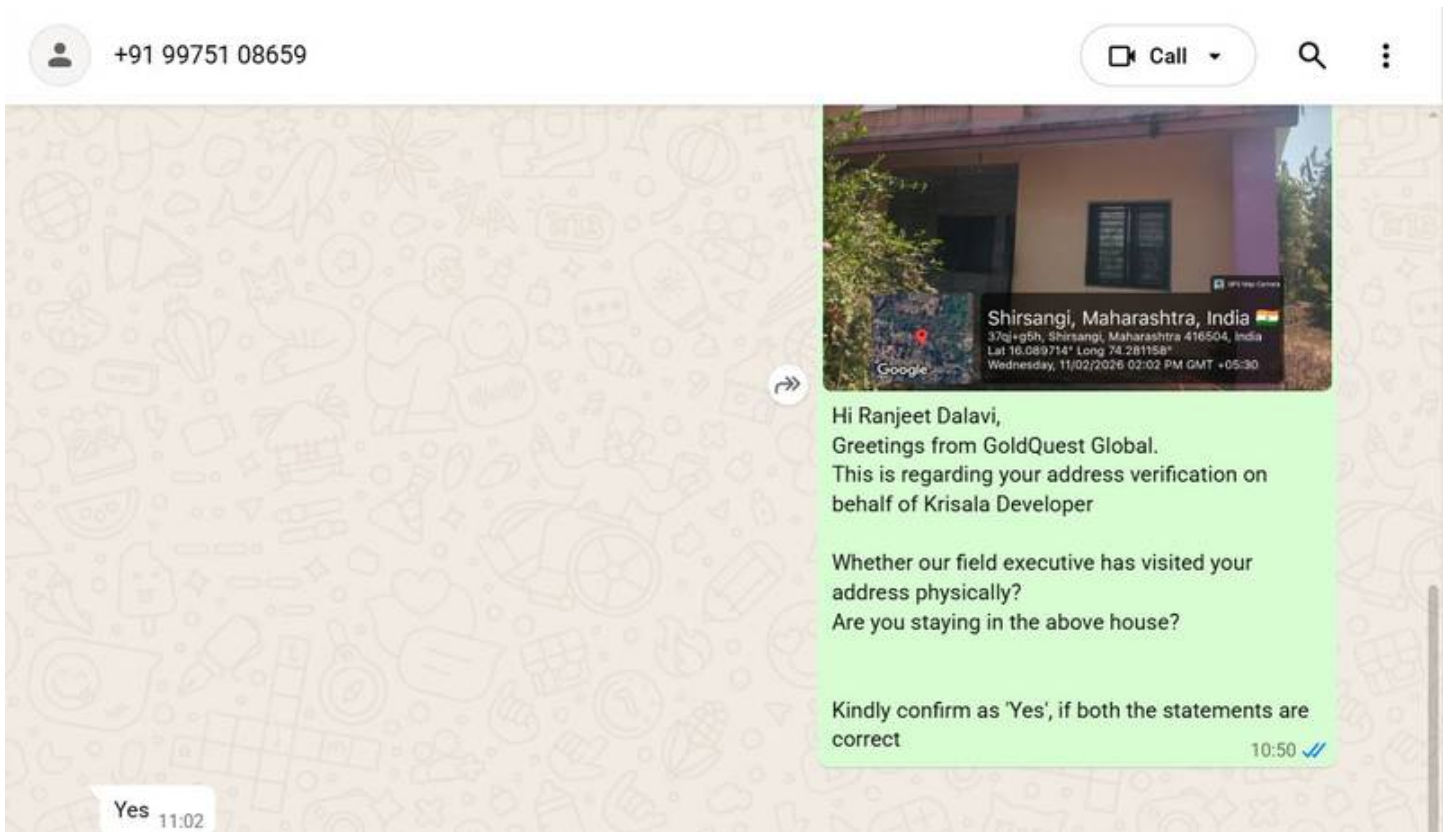 +91 99751 08659
Call
GPS Map Camera
Shirsangi, Maharashtra, India
37qj+g5h, Shirsangi, Maharashtra 416504, India
Lat 16.089714° Long 74.281158°
Wednesday, 11/02/2026 02:02 PM GMT +05:30
Google
Hi Ranjeet Dalavi,
Greetings from GoldQuest Global.
This is regarding your address verification on
behalf of Krisala Developer
Whether our field executive has visited your
address physically?
Are you staying in the above house?
Kindly confirm as 'Yes', if both the statements are
correct
10:50
Yes 11:02